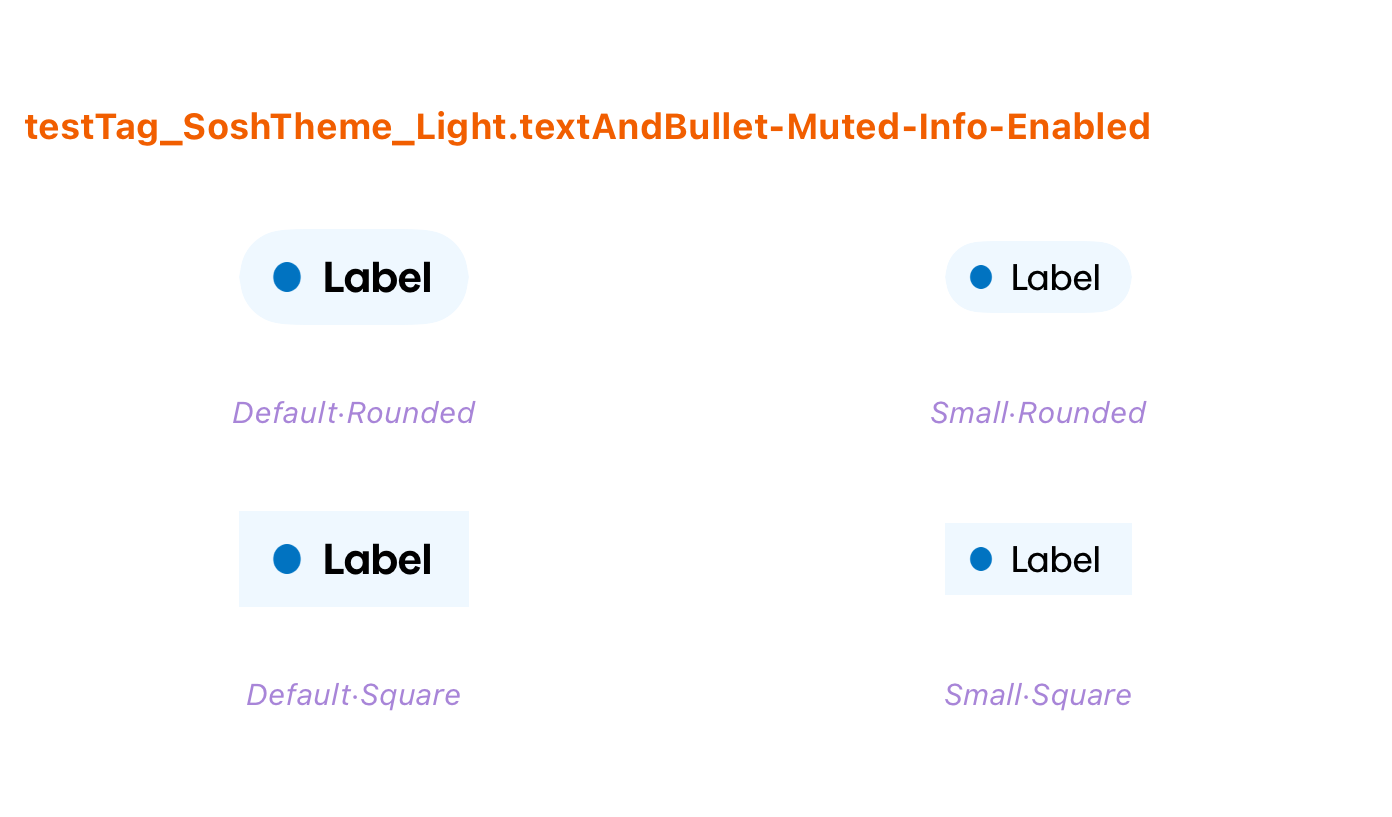 testTag_SoshTheme_Light.textAndBullet-Muted-Info-Enabled
Label
Label
Default·Rounded
Small·Rounded
Label
Label
Default·Square
Small·Square